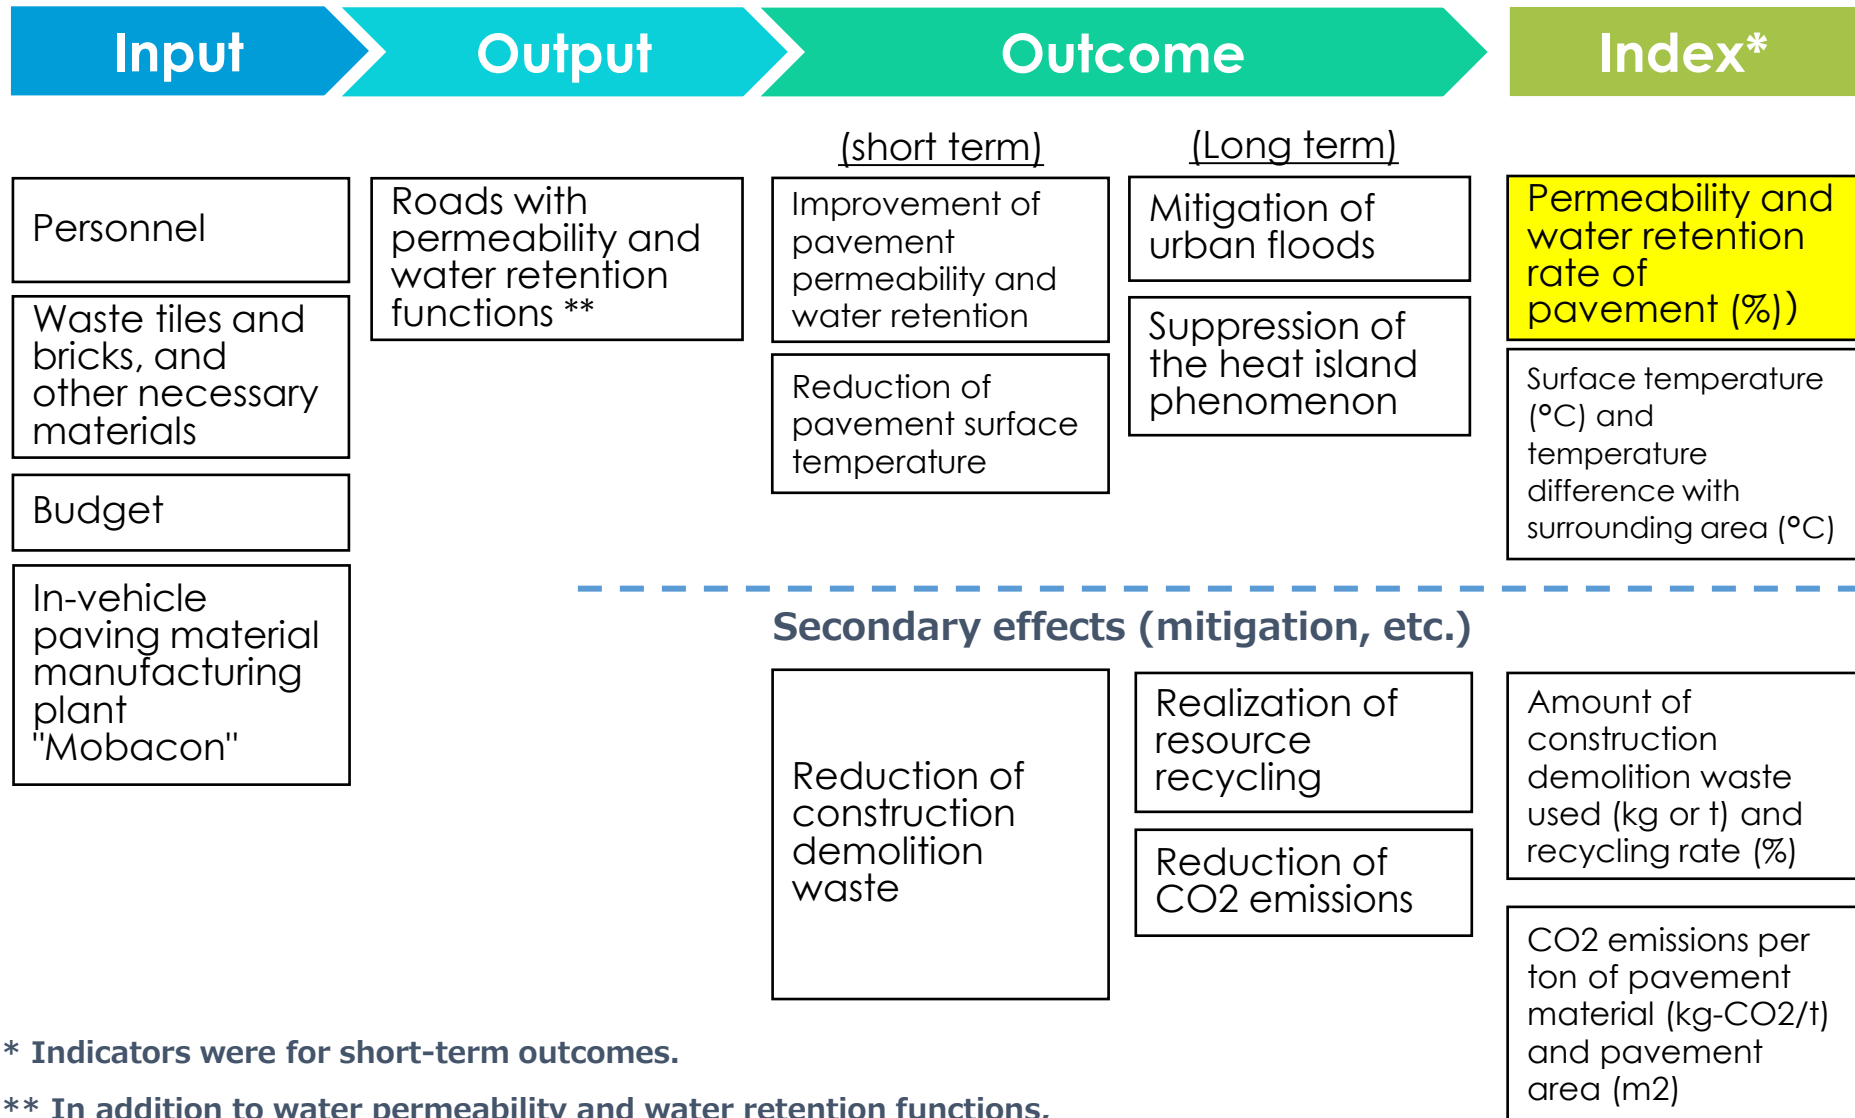 Input
Output
Outcome
Index*
(short term)
(Long term)
Personnel
Waste tiles and
bricks, and
other necessary
materials
Budget
In-vehicle
paving material
manufacturing
plant
"Mobacon"
Roads with
permeability and
water retention
functions **
Improvement of
pavement
permeability and
water retention
Reduction of
pavement surface
temperature
Mitigation of
urban floods
Suppression of
the heat island
phenomenon
Permeability and
water retention
rate of
pavement (%))
Surface temperature
(°C) and
temperature
difference with
surrounding area (°C)
Secondary effects (mitigation, etc.)
Reduction of
construction
demolition
waste
Realization of
resource
recycling
Reduction of
CO2 emissions
Amount of
construction
demolition waste
used (kg or t) and
recycling rate (%)
CO2 emissions per
ton of pavement
material (kg-CO2/t)
and pavement
area (m2)
* Indicators were for short-term outcomes.
** In addition to water permeability and water retention functions,